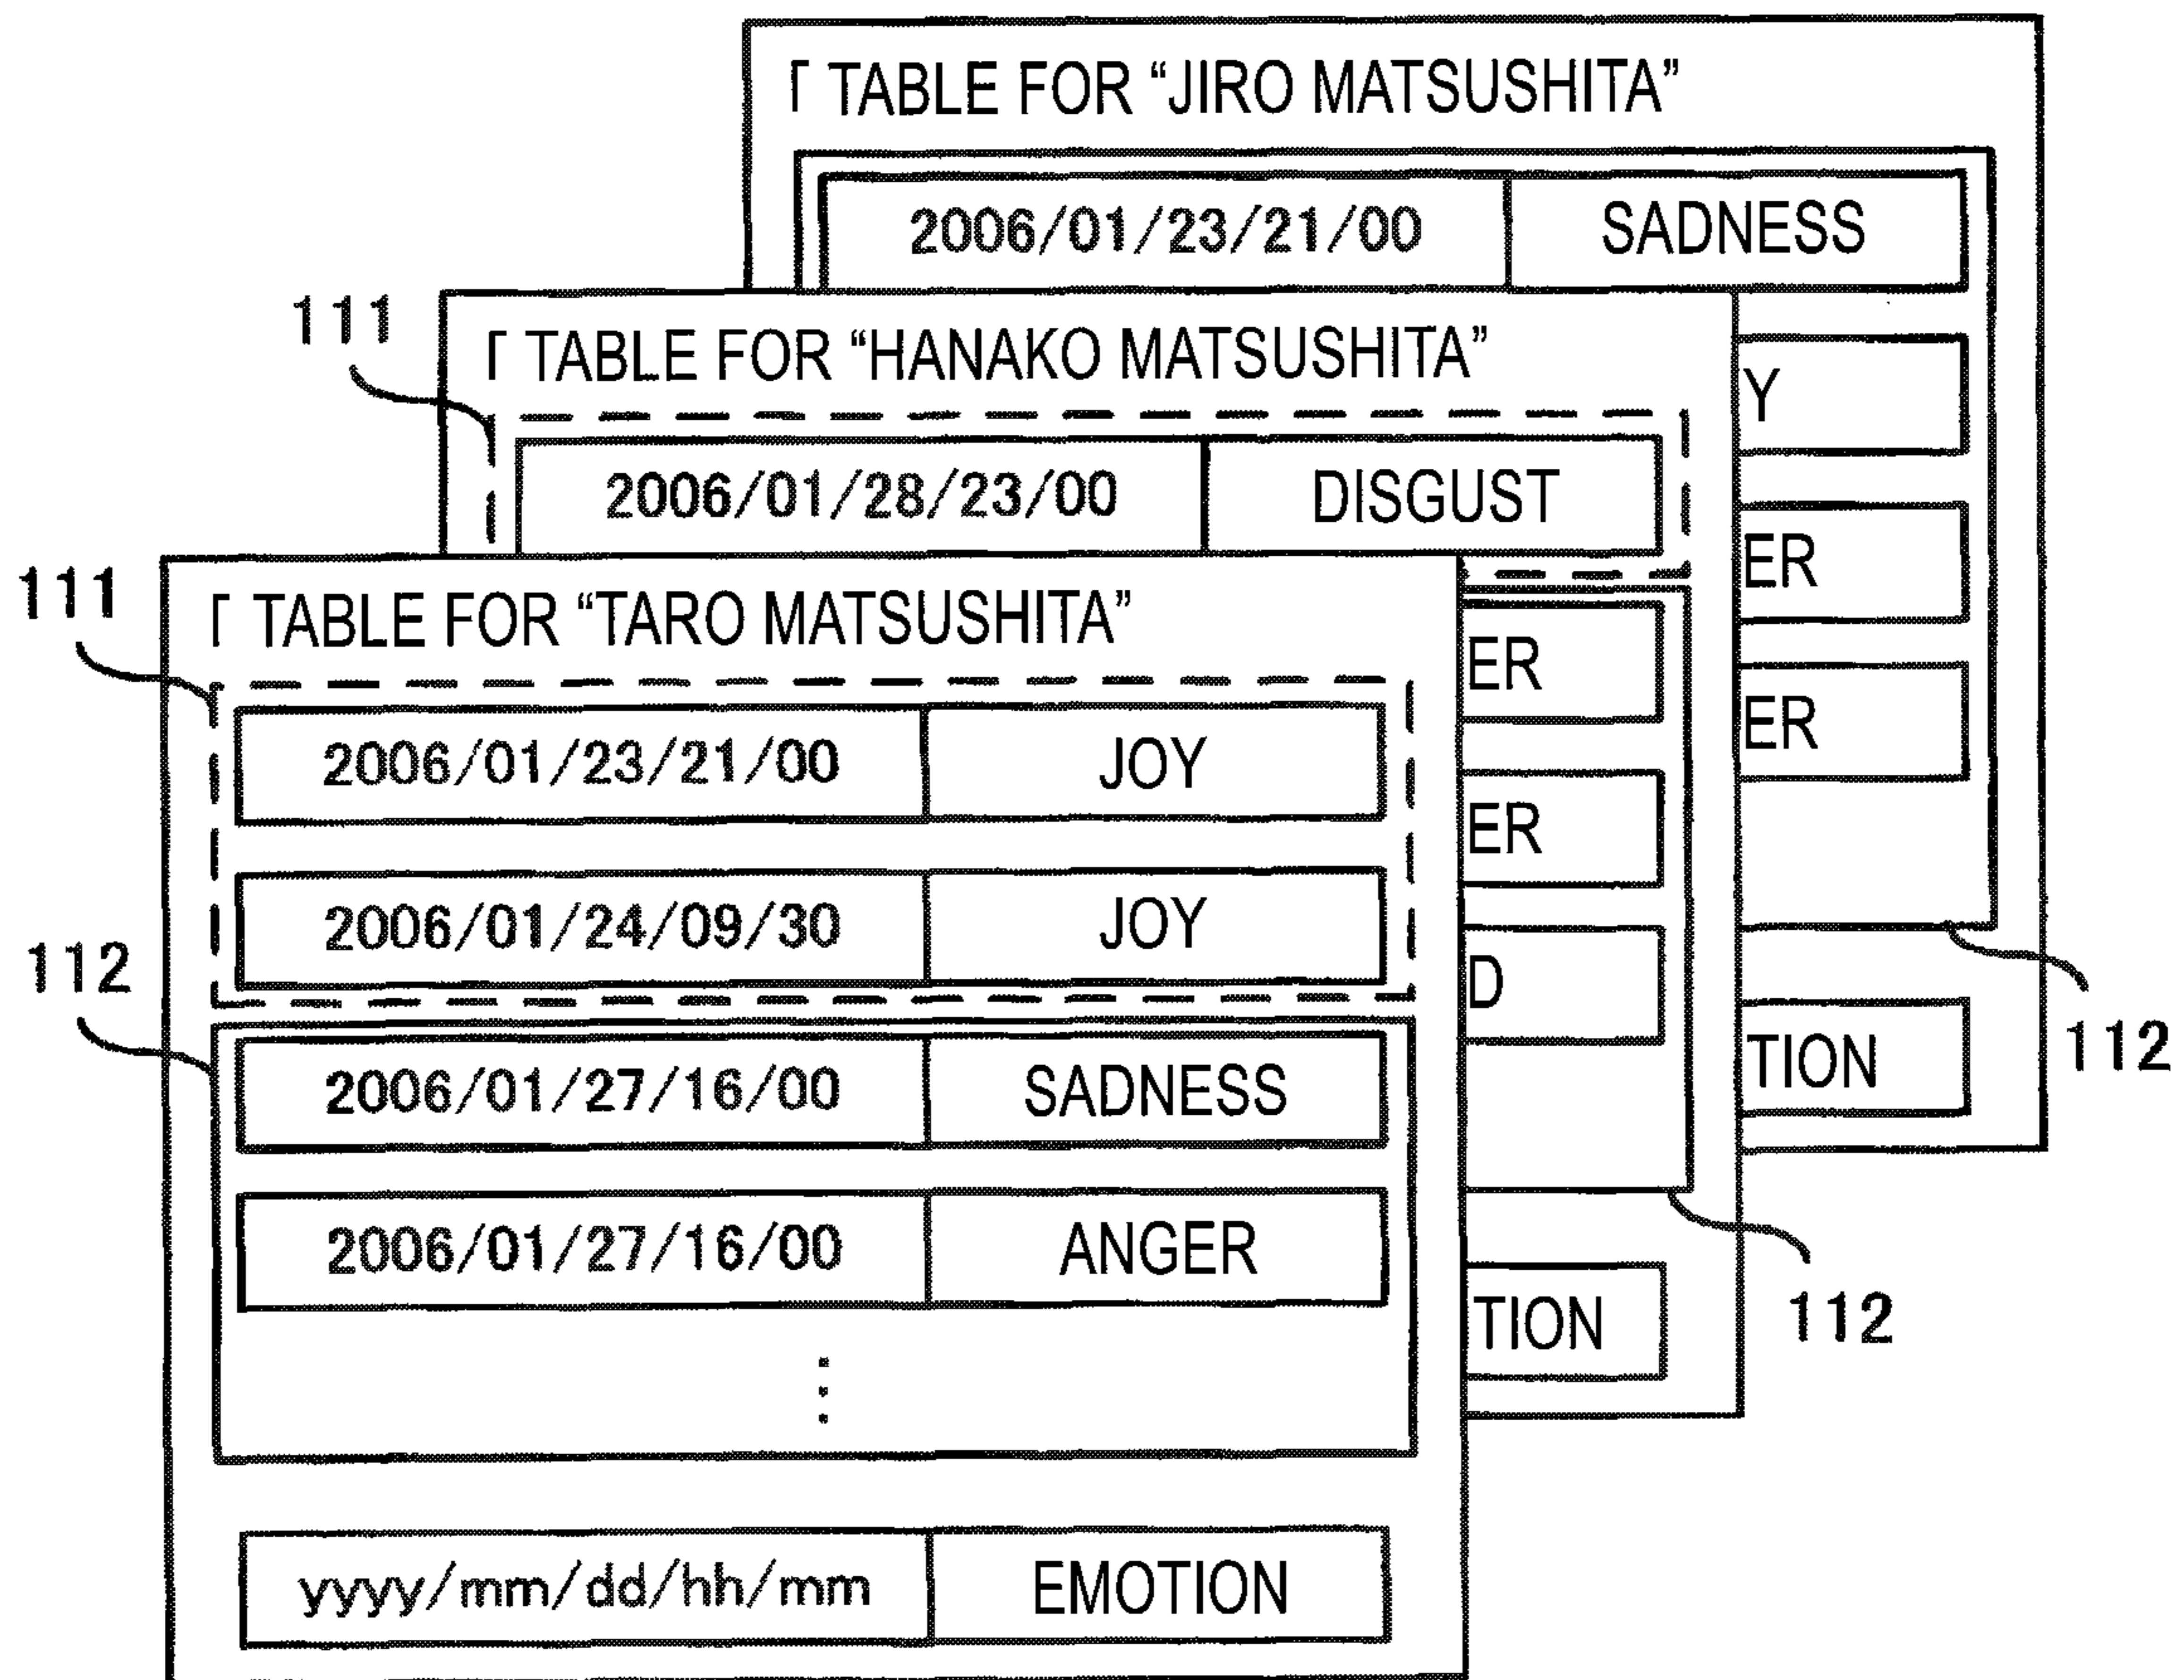 「 TABLE FOR “JIRO MATSUSHITA”
2006/01/23/21/00 SADNESS
Y
ER
ER
TION
112
111
「 TABLE FOR “HANAKO MATSUSHITA”
2006/01/28/23/00 DISGUST
ER
ER
D
TION
112
111
「 TABLE FOR “TARO MATSUSHITA”
2006/01/23/21/00 JOY
2006/01/24/09/30 JOY
112
2006/01/27/16/00 SADNESS
2006/01/27/16/00 ANGER
⋮
yyyy/mm/dd/hh/mm EMOTION